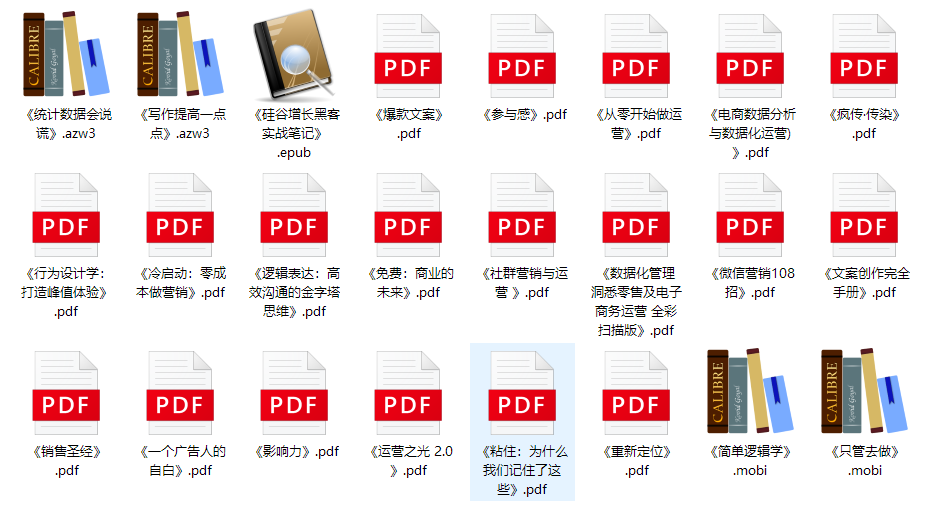 CALIBRE
Kovid Goyal
CALIBRE
Kovid Goyal
PDF
PDF
PDF
PDF
PDF
《统计数据会说
谎》.azw3
《写作提高一点
点》.azw3
《硅谷增长黑客
实战笔记》
.epub
《爆款文案》
.pdf
《参与感》.pdf
《从零开始做运
营》.pdf
《电商数据分析
与数据化运营)
》.pdf
《疯传·传染》
.pdf
PDF
PDF
PDF
PDF
PDF
PDF
PDF
PDF
《行为设计学：
打造峰值体验》
.pdf
《冷启动：零成
本做营销》.pdf
《逻辑表达：高
效沟通的金字塔
思维》.pdf
《免费：商业的
未来》.pdf
《社群营销与运
营 》.pdf
《数据化管理
洞悉零售及电子
商务运营 全彩
扫描版》.pdf
《微信营销108
招》.pdf
《文案创作完全
手册》.pdf
PDF
PDF
PDF
PDF
PDF
PDF
CALIBRE
Kovid Goyal
CALIBRE
Kovid Goyal
《销售圣经》
.pdf
《一个广告人的
自白》.pdf
《影响力》.pdf
《运营之光 2.0
》.pdf
《粘住：为什么
我们记住了这
些》.pdf
《重新定位》
.pdf
《简单逻辑学》
.mobi
《只管去做》
.mobi